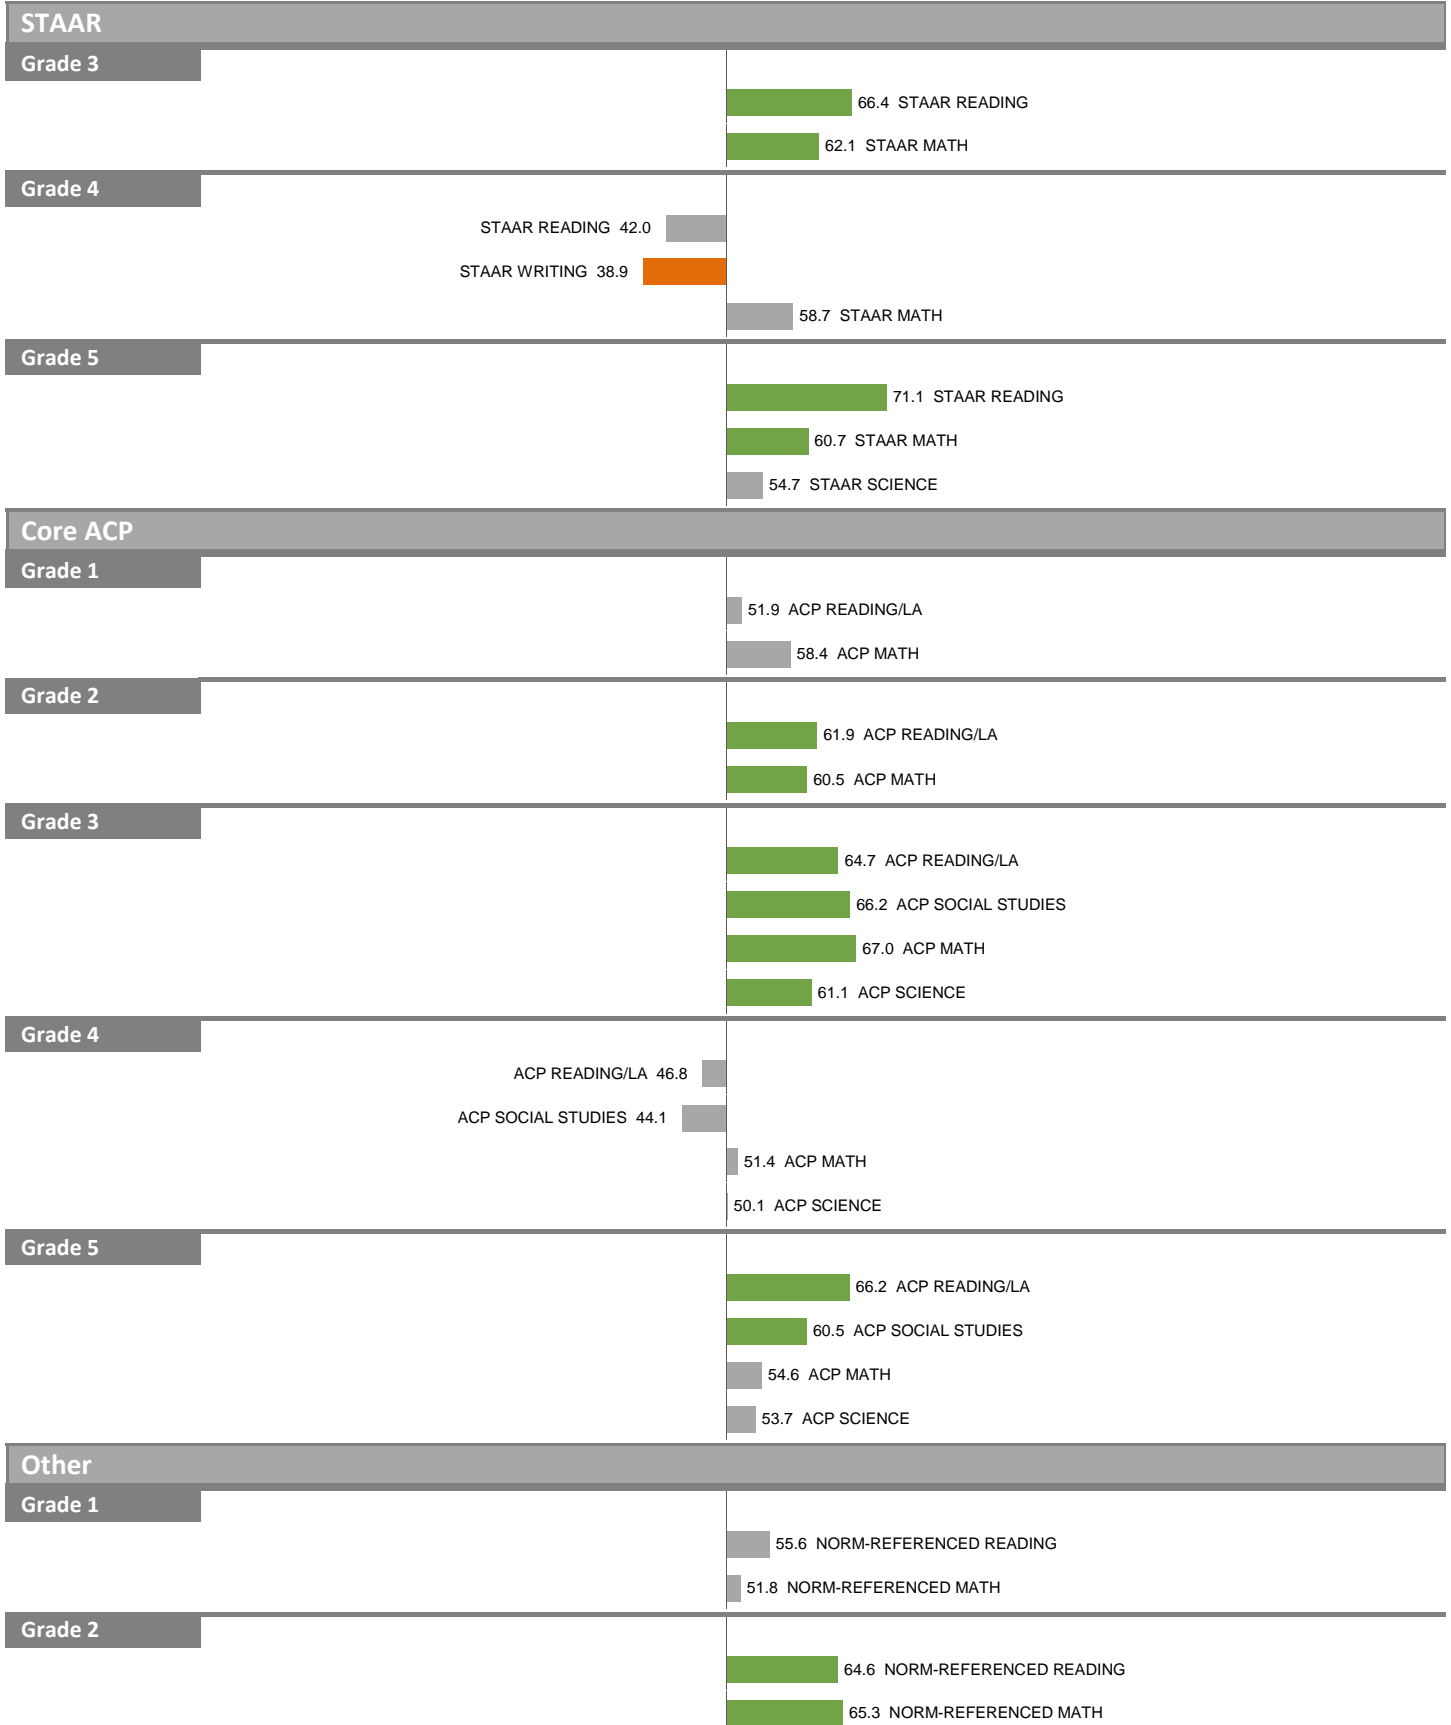 STAAR
Grade 3
66.4 STAAR READING
62.1 STAAR MATH
Grade 4
STAAR READING 42.0
STAAR WRITING 38.9
58.7 STAAR MATH
Grade 5
71.1 STAAR READING
60.7 STAAR MATH
54.7 STAAR SCIENCE
Core ACP
Grade 1
51.9 ACP READING/LA
58.4 ACP MATH
Grade 2
61.9 ACP READING/LA
60.5 ACP MATH
Grade 3
64.7 ACP READING/LA
66.2 ACP SOCIAL STUDIES
67.0 ACP MATH
61.1 ACP SCIENCE
Grade 4
ACP READING/LA 46.8
ACP SOCIAL STUDIES 44.1
51.4 ACP MATH
50.1 ACP SCIENCE
Grade 5
66.2 ACP READING/LA
60.5 ACP SOCIAL STUDIES
54.6 ACP MATH
53.7 ACP SCIENCE
Other
Grade 1
55.6 NORM-REFERENCED READING
51.8 NORM-REFERENCED MATH
Grade 2
64.6 NORM-REFERENCED READING
65.3 NORM-REFERENCED MATH